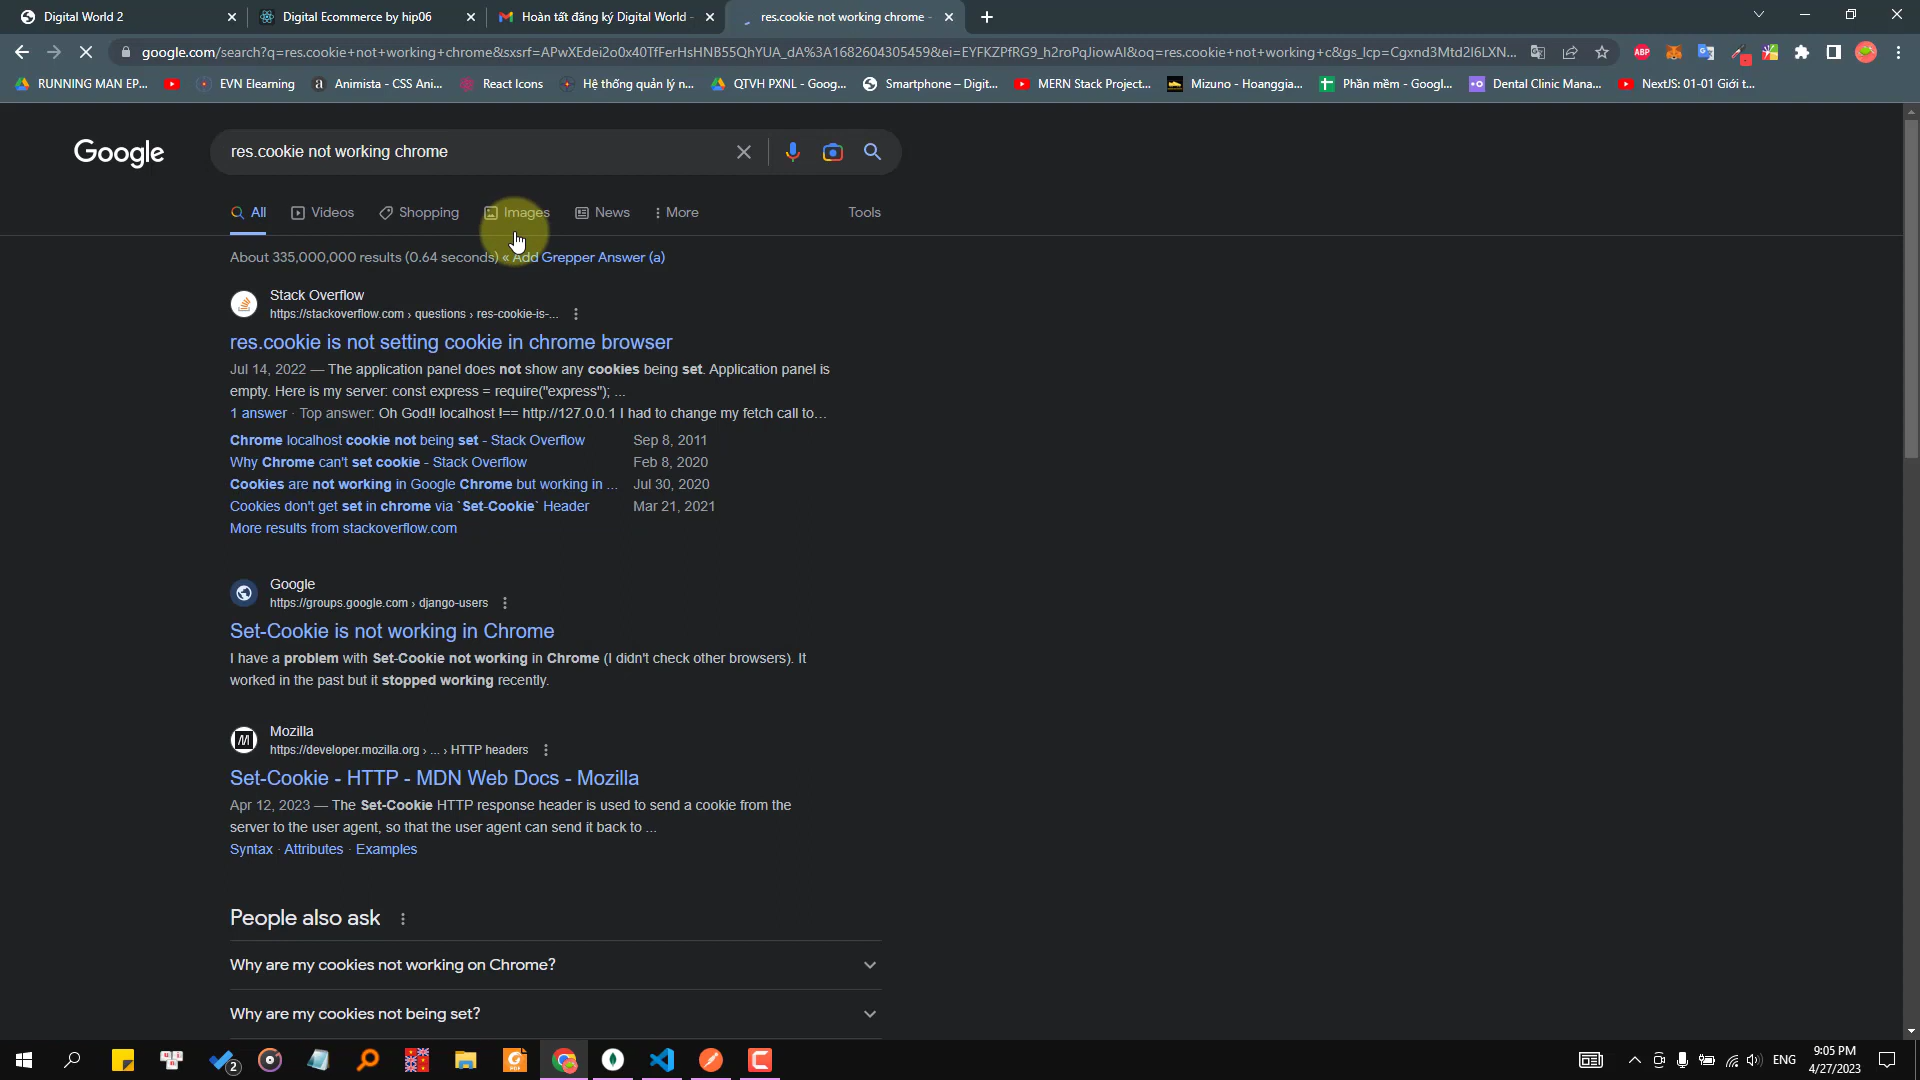 Digital World 2
Digital Ecommerce by hip06
Hoàn tất đăng ký Digital World -
res.cookie not working chrome -
google.com/search?q=res.cookie+not+working+chrome&sxsrf=APwXEdei2o0x40TfFerHsHNB55QhYUA_dA%3A1682604305459&ei=EYFKZPfRG9_h2roPqJiowAI&oq=res.cookie+not+working+c&gs_lcp=Cgxnd3Mtd2l6LXN...
ABP
RUNNING MAN EP...
EVN Elearning
Animista - CSS Ani...
React Icons
Hệ thống quản lý n...
QTVH PXNL - Goog...
Smartphone – Digit...
MERN Stack Project...
Mizuno - Hoanggia...
Phần mềm - Googl...
Dental Clinic Mana...
NextJS: 01-01 Giới t...
Google
res.cookie not working chrome
All
Videos
Shopping
Images
News
More
Tools
About 335,000,000 results (0.64 seconds) « Add Grepper Answer (a)
Stack Overflow
https://stackoverflow.com › questions › res-cookie-is-...
res.cookie is not setting cookie in chrome browser
Jul 14, 2022 — The application panel does not show any cookies being set. Application panel is
empty. Here is my server: const express = require("express"); ...
1 answer · Top answer: Oh God!! localhost !== http://127.0.0.1 I had to change my fetch call to…
Chrome localhost cookie not being set - Stack Overflow Sep 8, 2011
Why Chrome can't set cookie - Stack Overflow Feb 8, 2020
Cookies are not working in Google Chrome but working in ... Jul 30, 2020
Cookies don't get set in chrome via `Set-Cookie` Header Mar 21, 2021
More results from stackoverflow.com
Google
https://groups.google.com › django-users
Set-Cookie is not working in Chrome
I have a problem with Set-Cookie not working in Chrome (I didn't check other browsers). It
worked in the past but it stopped working recently.
Mozilla
https://developer.mozilla.org › ... › HTTP headers
Set-Cookie - HTTP - MDN Web Docs - Mozilla
Apr 12, 2023 — The Set-Cookie HTTP response header is used to send a cookie from the
server to the user agent, so that the user agent can send it back to ...
Syntax · Attributes · Examples
People also ask
Why are my cookies not working on Chrome?
Why are my cookies not being set?
2
ENG
9:05 PM
4/27/2023